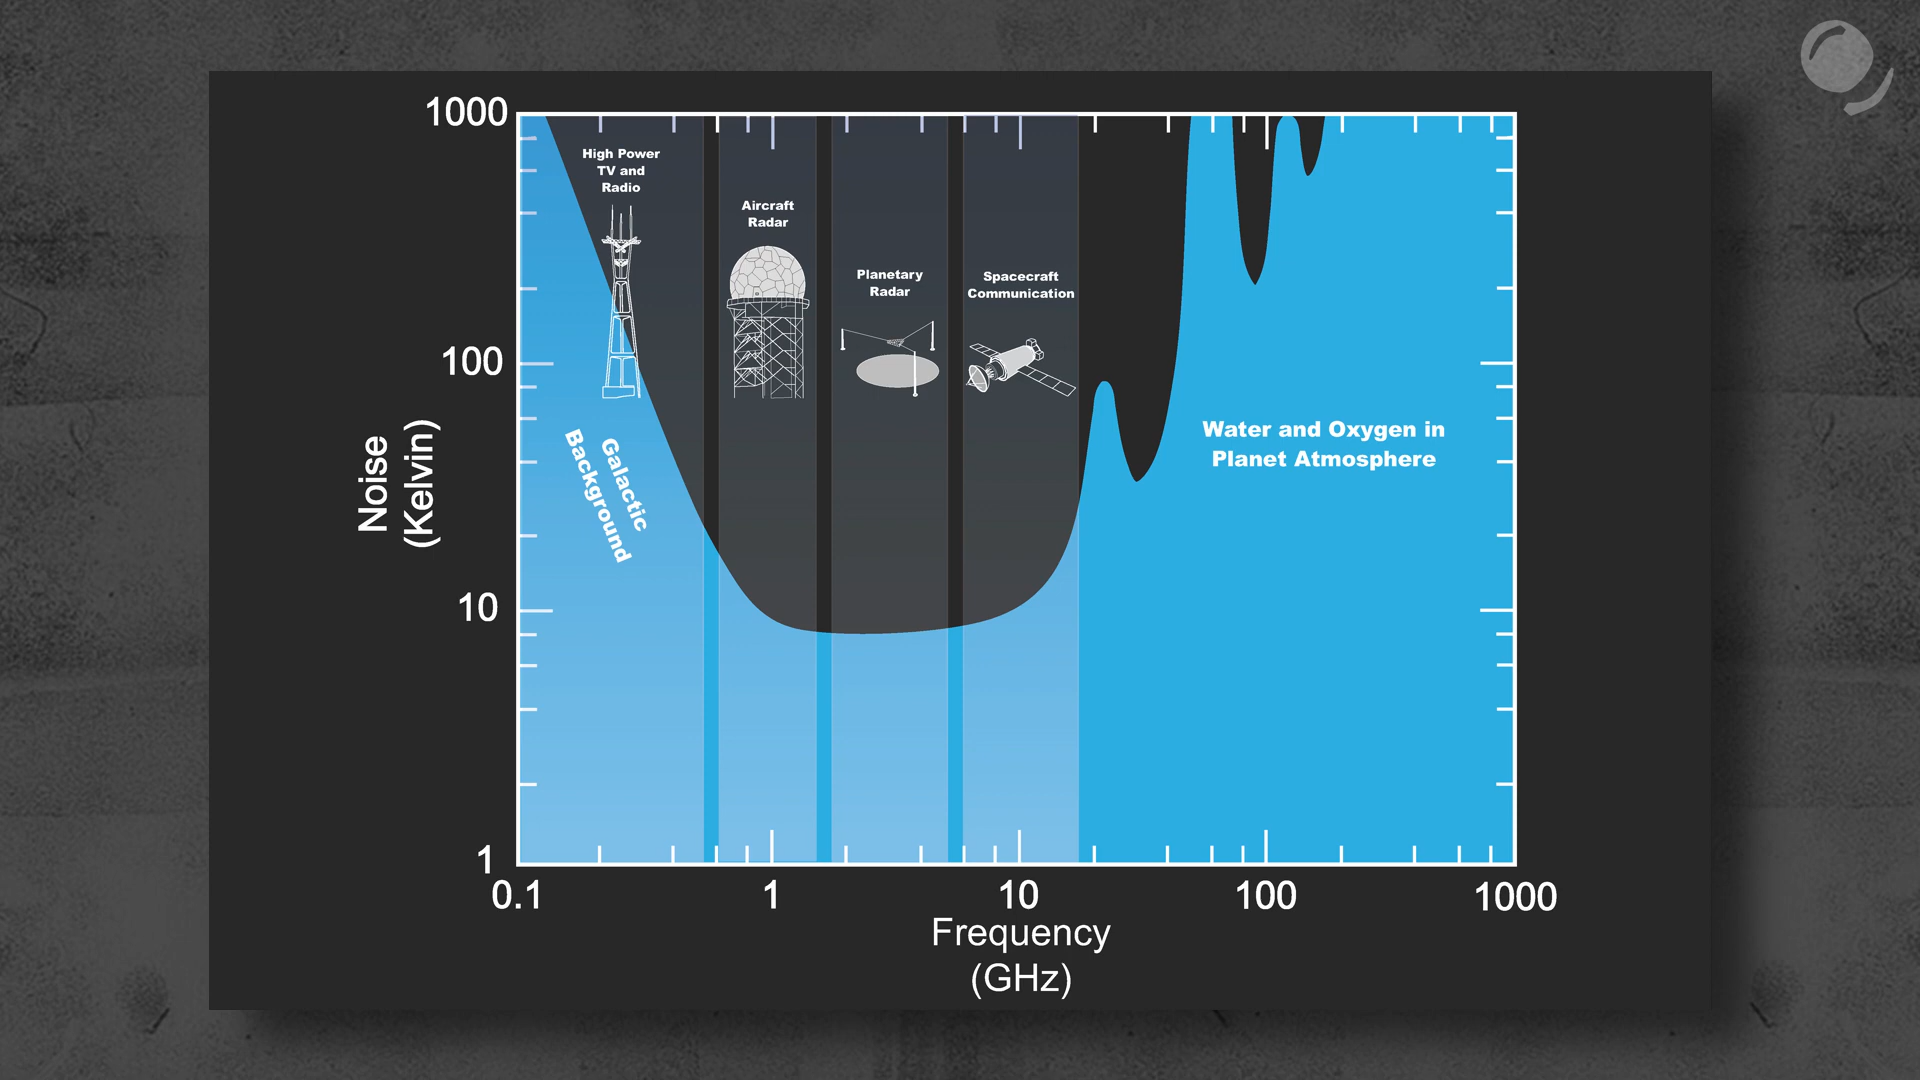 1000
100
10
1
Noise
(Kelvin)
High Power
TV and
Radio
Aircraft
Radar
Planetary
Radar
Spacecraft
Communication
Galactic
Background
Water and Oxygen in
Planet Atmosphere
0.1
1
10
100
1000
Frequency
(GHz)